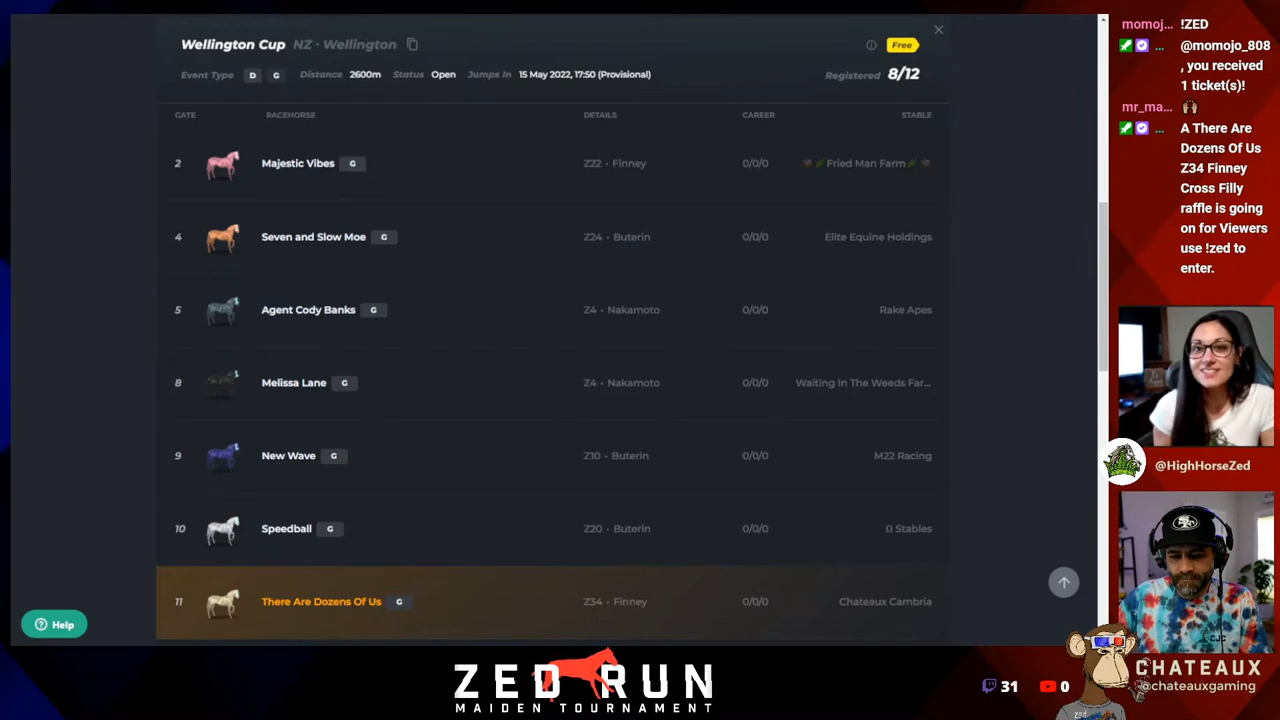 Wellington Cup NZ · Wellington
Free
Event Type D G Distance 2600m Status Open Jumps In 15 May 2022, 17:50 (Provisional)
Registered 8/12
GATE RACEHORSE DETAILS CAREER STABLE
2 Majestic Vibes G Z22 · Finney 0/0/0 Fried Man Farm
4 Seven and Slow Moe G Z24 · Buterin 0/0/0 Elite Equine Holdings
5 Agent Cody Banks G Z4 · Nakamoto 0/0/0 Rake Apes
8 Melissa Lane G Z4 · Nakamoto 0/0/0 Waiting In The Weeds Far...
9 New Wave G Z10 · Buterin 0/0/0 M22 Racing
10 Speedball G Z20 · Buterin 0/0/0 Ω Stables
11 There Are Dozens Of Us G Z34 · Finney 0/0/0 Chateaux Cambria
Help
momoj... !ZED
... @momojo_808
, you received
1 ticket(s)!
mr_ma...
... A There Are
Dozens Of Us
Z34 Finney
Cross Filly
raffle is going
on for Viewers
use !zed to
enter.
@HighHorseZed
ZED RUN
MAIDEN TOURNAMENT
31 0
CHATEAUX
@chateauxgaming